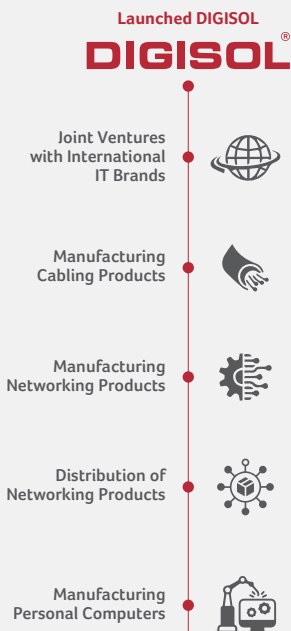 Launched DIGISOL
DIGISOL®
Joint Ventures
with International
IT Brands
Manufacturing
Cabling Products
Manufacturing
Networking Products
Distribution of
Networking Products
Manufacturing
Personal Computers